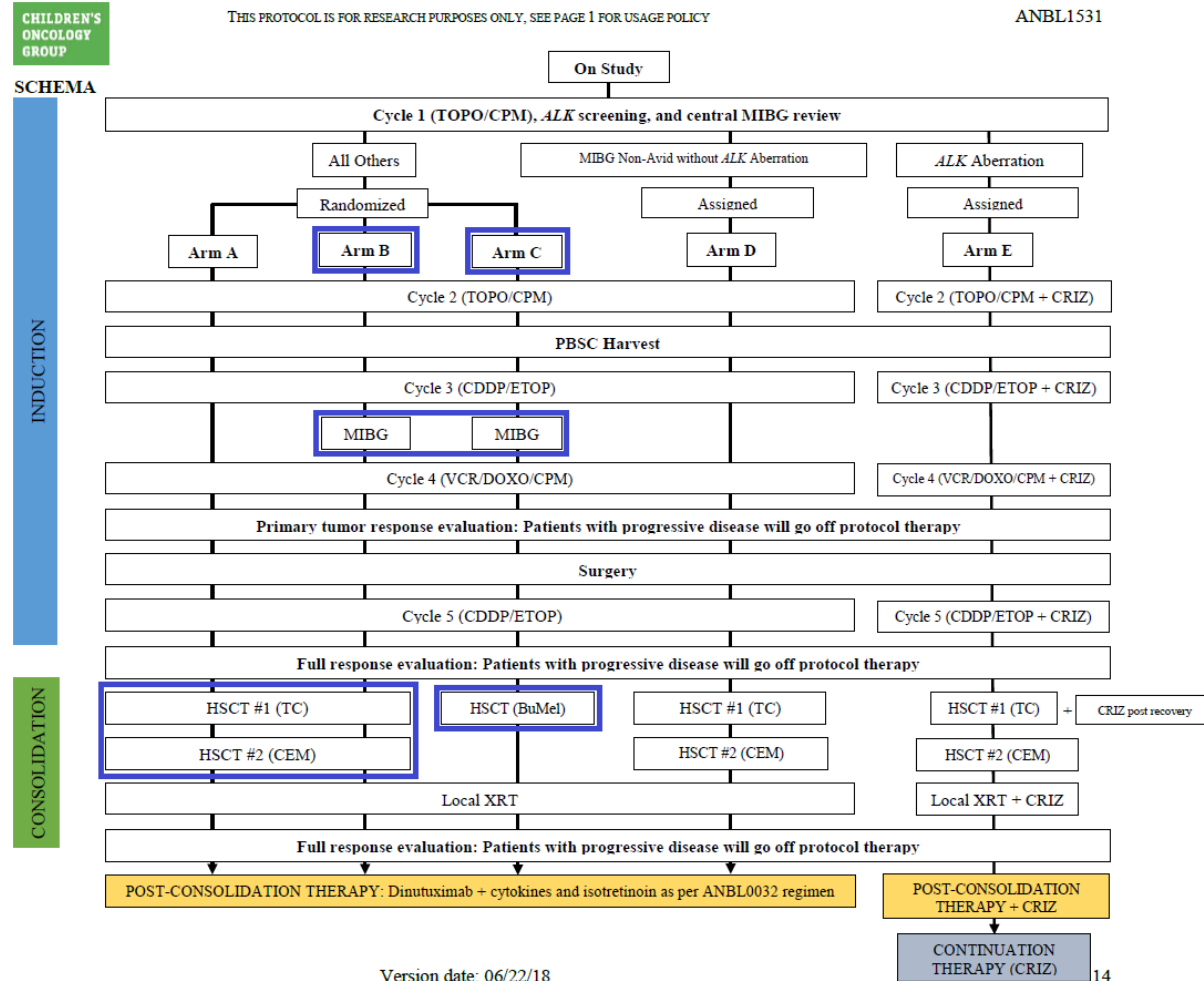 CHILDREN'S
ONCOLOGY
GROUP
THIS PROTOCOL IS FOR RESEARCH PURPOSES ONLY, SEE PAGE 1 FOR USAGE POLICY
ANBL1531
SCHEMA
On Study
Cycle 1 (TOPO/CPM), ALK screening, and central MIBG review
All Others
MIBG Non-Avid without ALK Aberration
ALK Aberration
Randomized
Assigned
Assigned
Arm A
Arm B
Arm C
Arm D
Arm E
INDUCTION
Cycle 2 (TOPO/CPM)
Cycle 2 (TOPO/CPM + CRIZ)
PBSC Harvest
Cycle 3 (CDDP/ETOP)
Cycle 3 (CDDP/ETOP + CRIZ)
MIBG
MIBG
Cycle 4 (VCR/DOXO/CPM)
Cycle 4 (VCR/DOXO/CPM + CRIZ)
Primary tumor response evaluation: Patients with progressive disease will go off protocol therapy
Surgery
Cycle 5 (CDDP/ETOP)
Cycle 5 (CDDP/ETOP + CRIZ)
Full response evaluation: Patients with progressive disease will go off protocol therapy
CONSOLIDATION
HSCT #1 (TC)
HSCT (BuMel)
HSCT #1 (TC)
HSCT #1 (TC)
+
CRIZ post recovery
HSCT #2 (CEM)
HSCT #2 (CEM)
HSCT #2 (CEM)
Local XRT
Local XRT + CRIZ
Full response evaluation: Patients with progressive disease will go off protocol therapy
POST-CONSOLIDATION THERAPY: Dinutuximab + cytokines and isotretinoin as per ANBL0032 regimen
POST-CONSOLIDATION
THERAPY + CRIZ
CONTINUATION
THERAPY (CRIZ)
Version date: 06/22/18
14